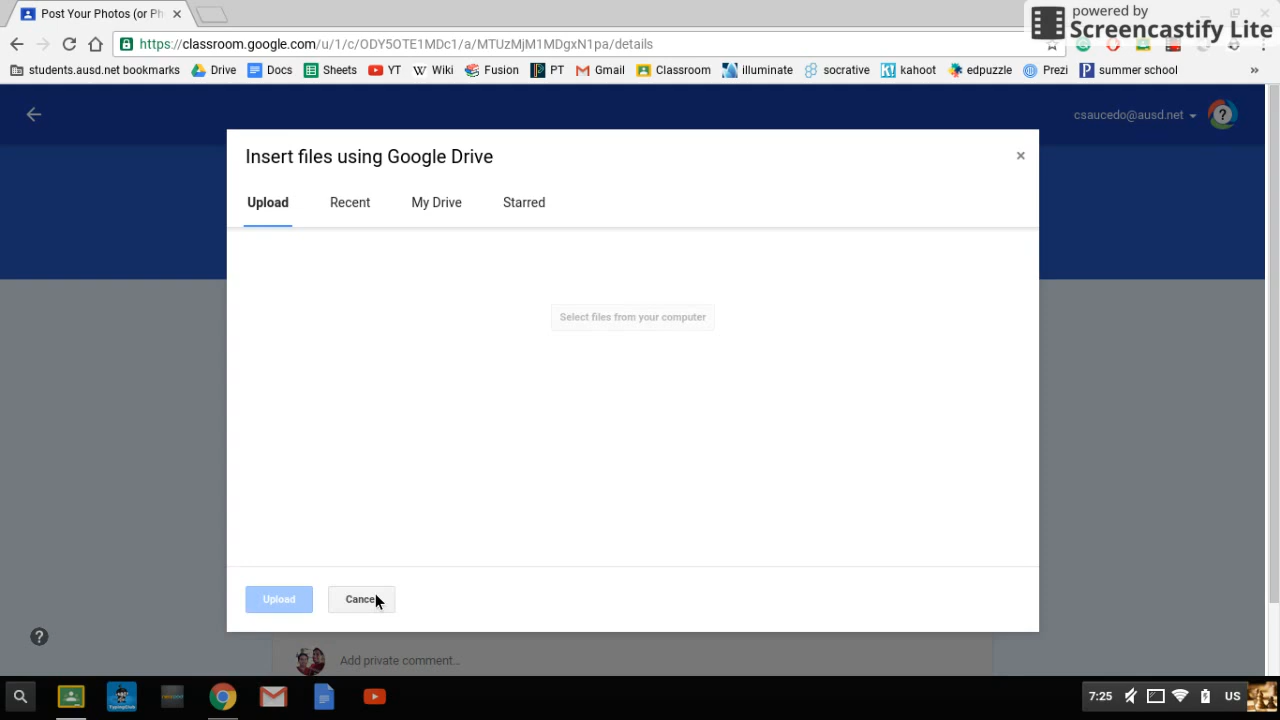 Post Your Photos (or Ph
powered by
Screencastify Lite
https://classroom.google.com/u/1/c/ODY5OTE1MDc1/a/MTUzMjM1MDgxN1pa/details
students.ausd.net bookmarks Drive Docs Sheets YT Wiki Fusion PT Gmail Classroom illuminate socrative kahoot edpuzzle Prezi summer school »
csaucedo@ausd.net
Insert files using Google Drive
Upload Recent My Drive Starred
Select files from your computer
Upload Cancel
Add private comment...
7:25 US